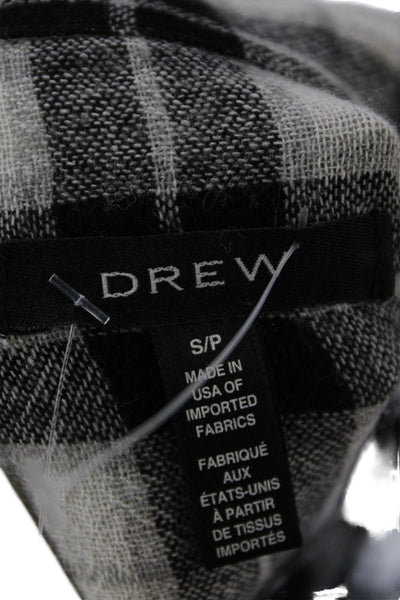 DREW
S/P
MADE IN
USA OF
IMPORTED
FABRICS
FABRIQUÉ
AUX
ÉTATS-UNIS
À PARTIR
DE TISSUS
IMPORTÉS